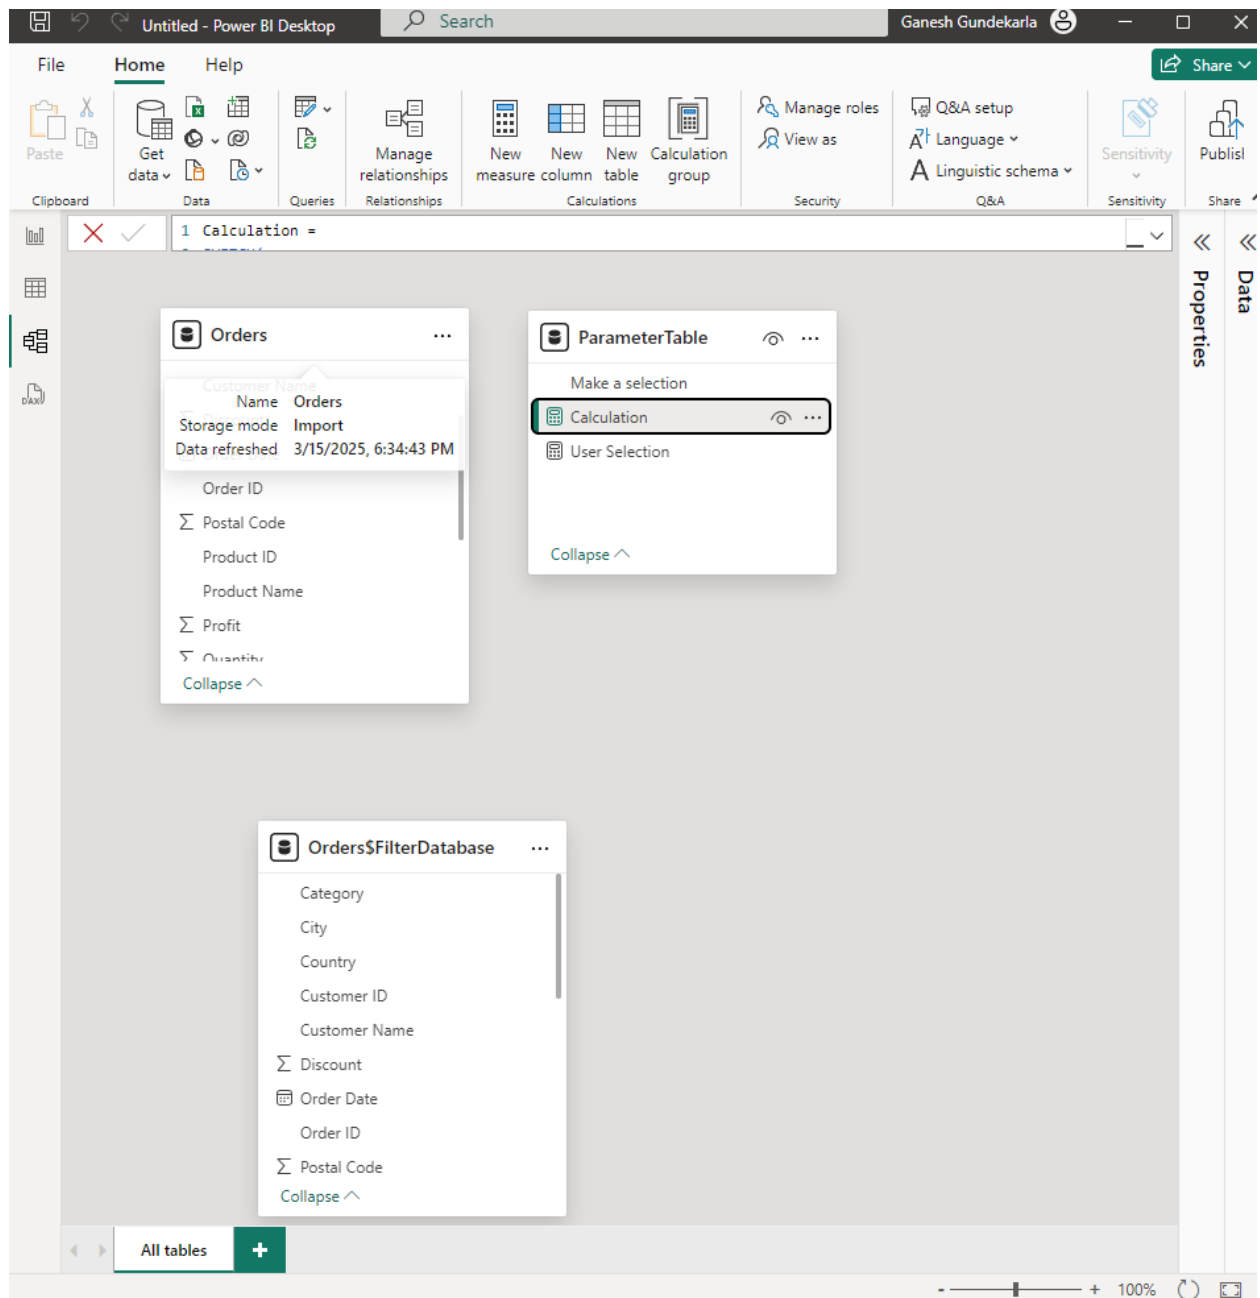 Untitled - Power BI Desktop
Search
Ganesh Gundekarla
File Home Help
Share
Paste
Get data
Manage relationships
New measure
New column
New table
Calculation group
Manage roles
View as
Q&A setup
Language
Linguistic schema
Sensitivity
Publisl
Clipboard Data Queries Relationships Calculations Security Q&A Sensitivity Share
1 Calculation =
Properties
Data
DAX
Orders
Customer Name
Name Orders
Storage mode Import
Data refreshed 3/15/2025, 6:34:43 PM
Order ID
Postal Code
Product ID
Product Name
Profit
Quantity
Collapse
ParameterTable
Make a selection
Calculation
User Selection
Collapse
Orders$FilterDatabase
Category
City
Country
Customer ID
Customer Name
Discount
Order Date
Order ID
Postal Code
Collapse
All tables +
- + 100%